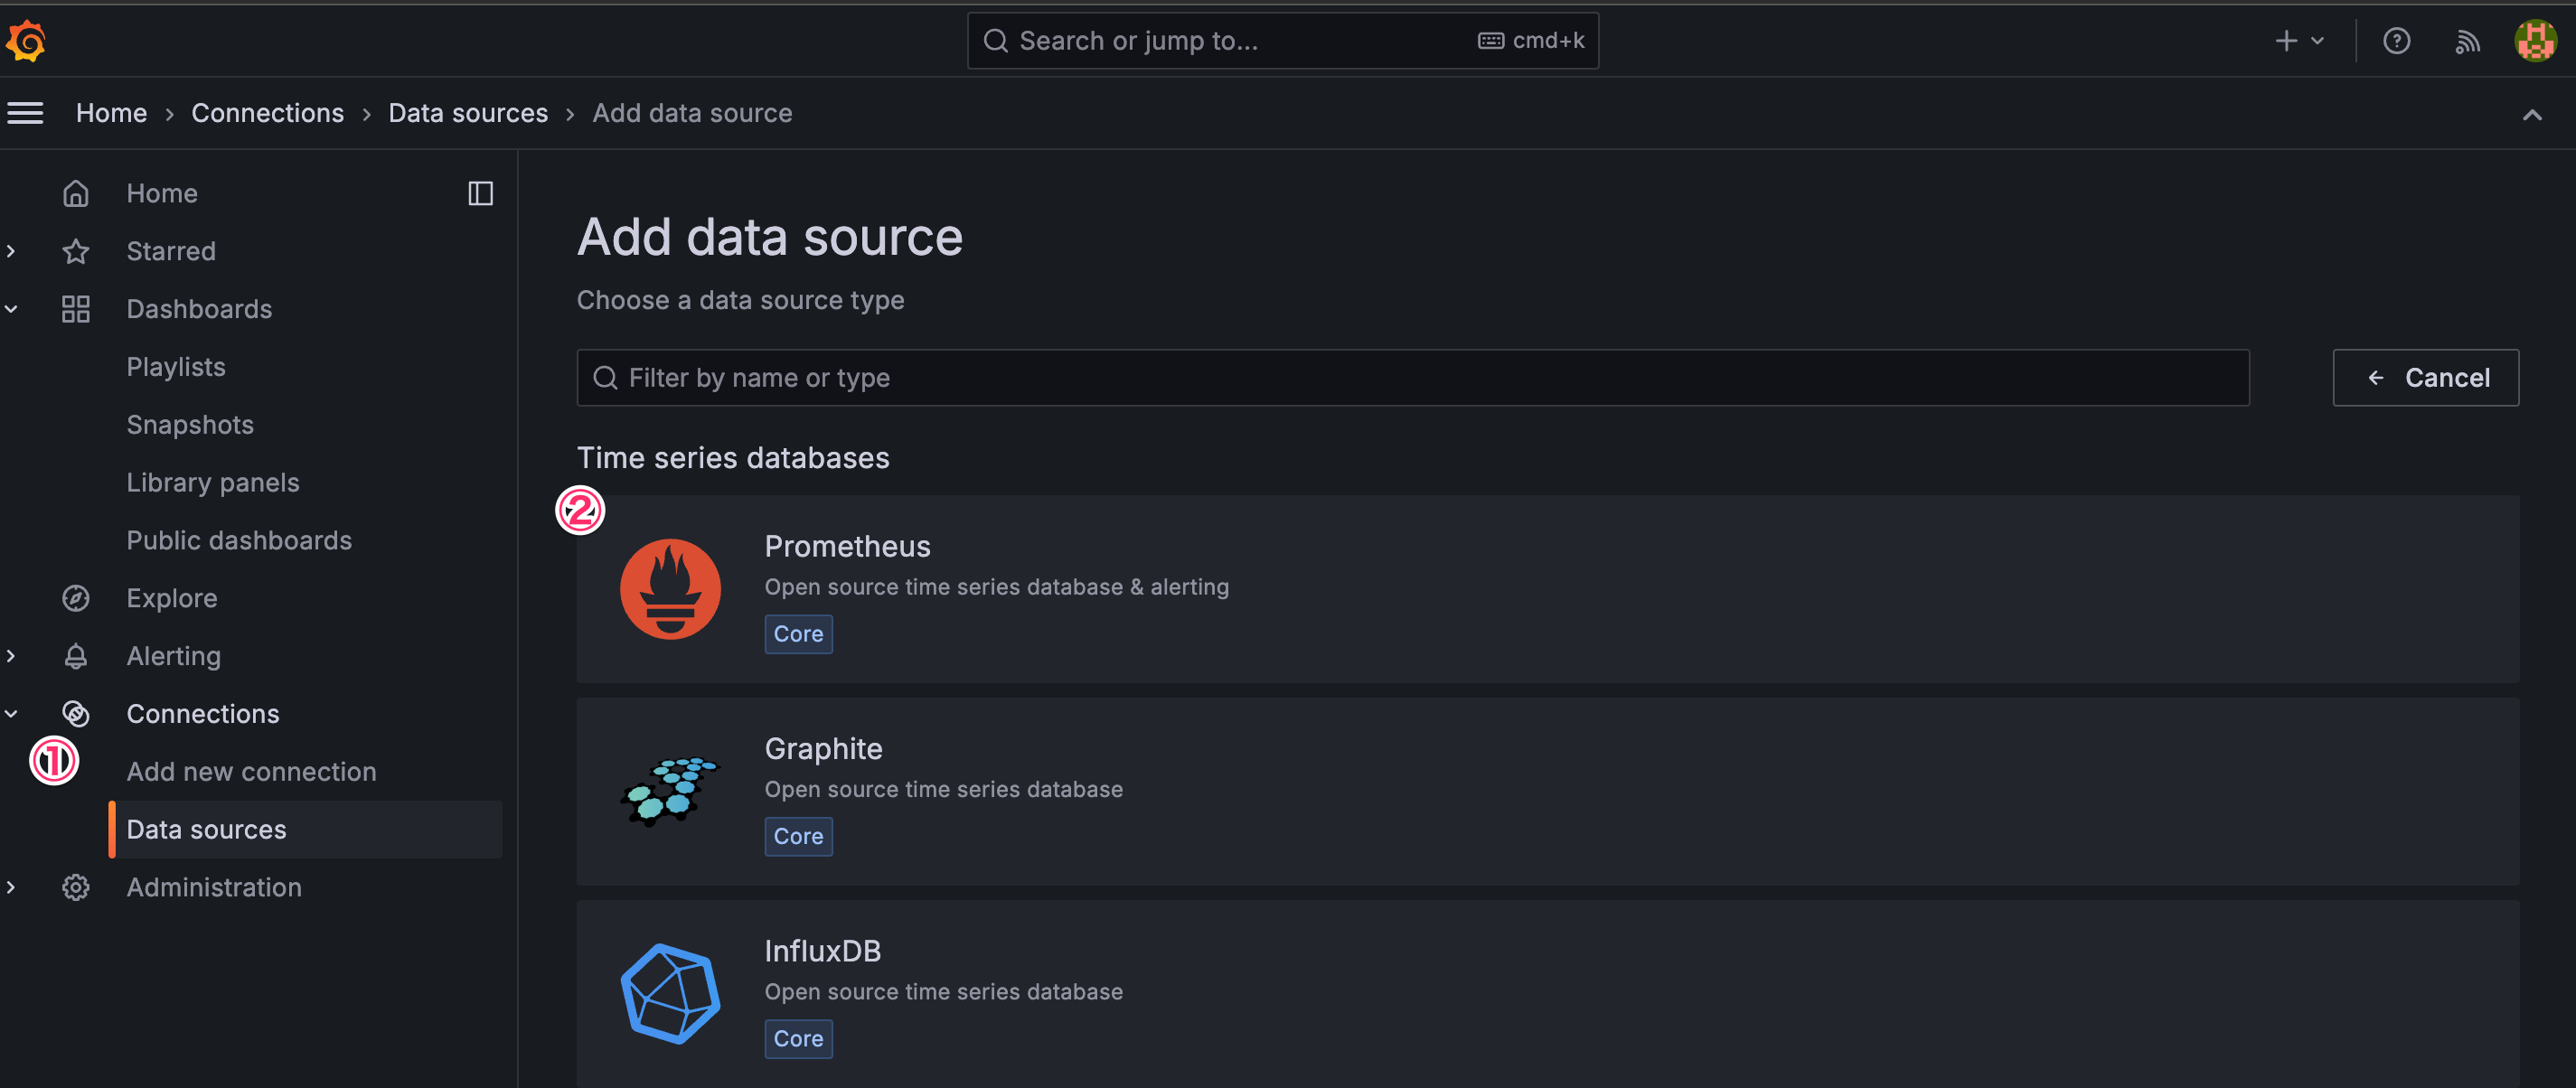 Search or jump to...
cmd+k
Home
Connections
Data sources
Add data source
Home
Starred
Dashboards
Playlists
Snapshots
Library panels
Public dashboards
Explore
Alerting
Connections
①
Add new connection
Data sources
Administration
Add data source
Choose a data source type
Filter by name or type
Cancel
Time series databases
②
Prometheus
Open source time series database & alerting
Core
Graphite
Open source time series database
Core
InfluxDB
Open source time series database
Core